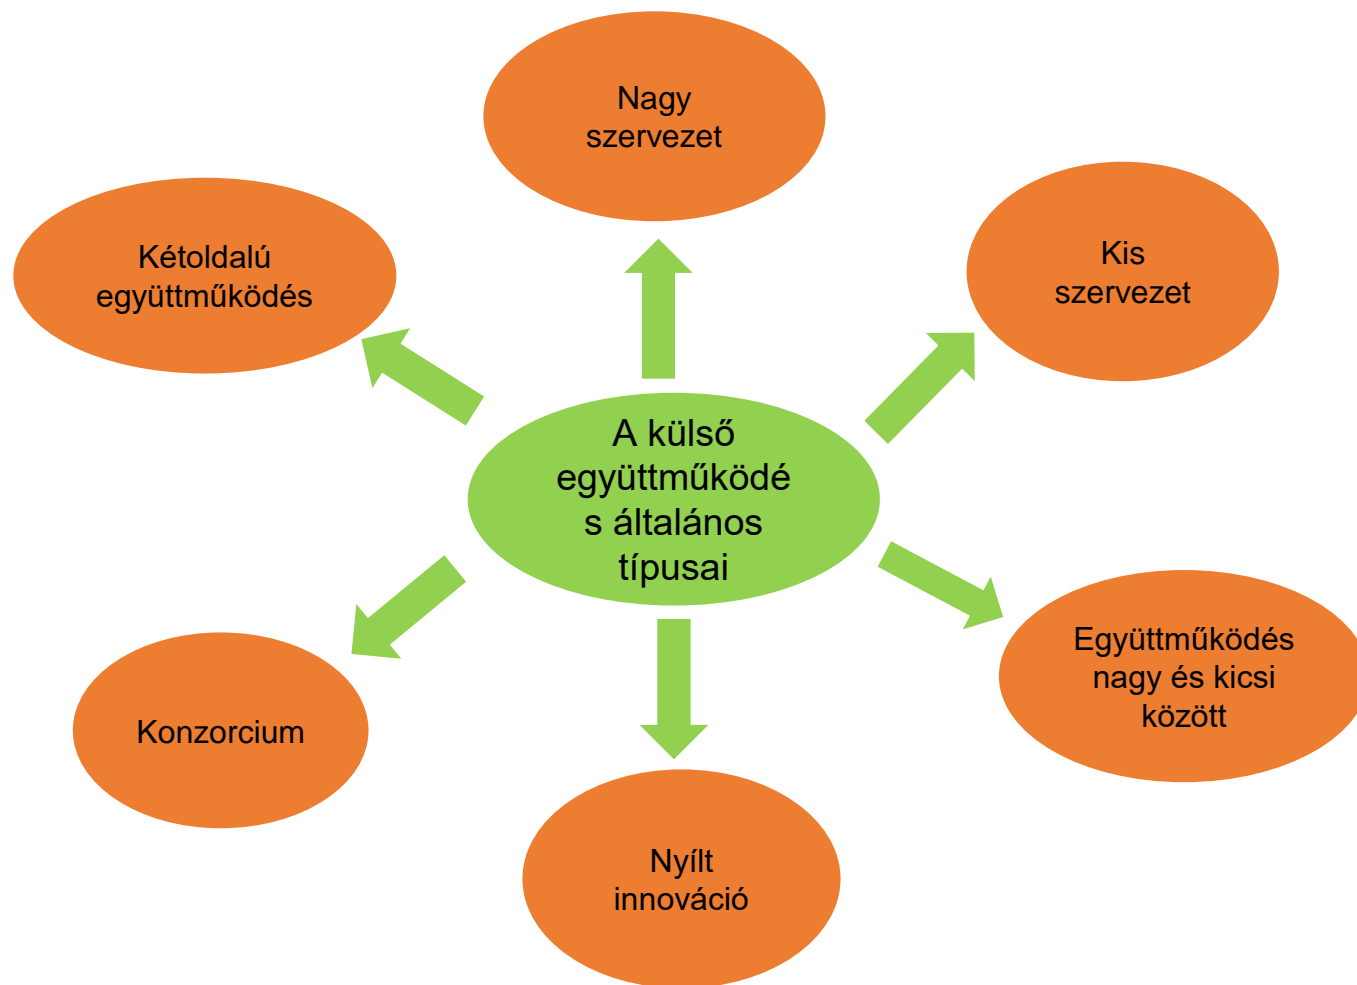 Nagy
szervezet
Kétoldalú
együttműködés
Kis
szervezet
A külső
együttműködé
s általános
típusai
Együttműködés
nagy és kicsi
között
Konzorcium
Nyílt
innováció